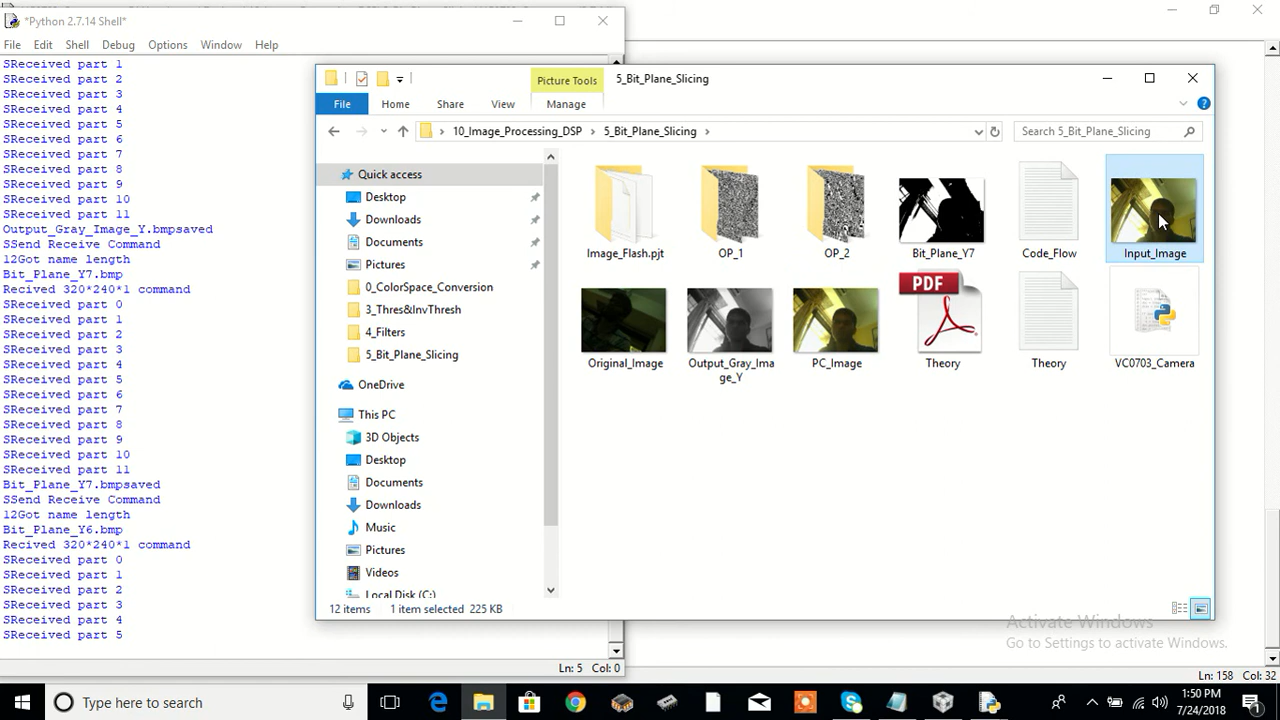 *Python 2.7.14 Shell*
File Edit Shell Debug Options Window Help
SReceived part 1
SReceived part 2
SReceived part 3
SReceived part 4
SReceived part 5
SReceived part 6
SReceived part 7
SReceived part 8
SReceived part 9
SReceived part 10
SReceived part 11
Output_Gray_Image_Y.bmpsaved
SSend Receive Command
12Got name length
Bit_Plane_Y7.bmp
Recived 320*240*1 command
SReceived part 0
SReceived part 1
SReceived part 2
SReceived part 3
SReceived part 4
SReceived part 5
SReceived part 6
SReceived part 7
SReceived part 8
SReceived part 9
SReceived part 10
SReceived part 11
Bit_Plane_Y7.bmpsaved
SSend Receive Command
12Got name length
Bit_Plane_Y6.bmp
Recived 320*240*1 command
SReceived part 0
SReceived part 1
SReceived part 2
SReceived part 3
SReceived part 4
SReceived part 5
Ln: 5 Col: 0
Picture Tools 5_Bit_Plane_Slicing
File Home Share View Manage
10_Image_Processing_DSP 5_Bit_Plane_Slicing Search 5_Bit_Plane_Slicing
Quick access
Desktop
Downloads
Documents
Pictures
0_ColorSpace_Conversion
3_Thres&InvThresh
4_Filters
5_Bit_Plane_Slicing
OneDrive
This PC
3D Objects
Desktop
Documents
Downloads
Music
Pictures
Videos
Local Disk (C:)
Image_Flash.pjt OP_1 OP_2 Bit_Plane_Y7 Code_Flow Input_Image
PDF
Original_Image Output_Gray_Ima PC_Image Theory Theory VC0703_Camera
ge_Y
12 items 1 item selected 225 KB
Activate Windows
Go to Settings to activate Windows.
Ln: 158 Col: 32
Type here to search
1:50 PM
7/24/2018
1